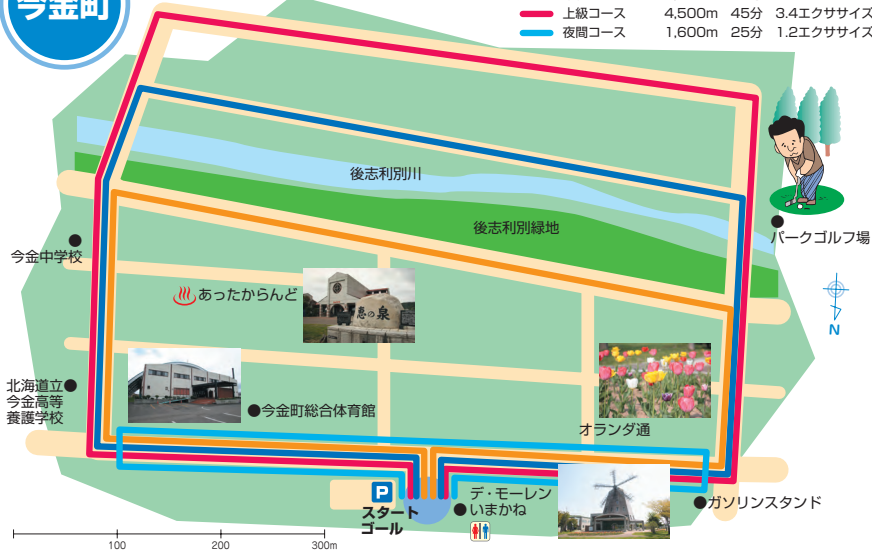 今金町
上級コース 4,500m 45分 3.4エクササイズ
夜間コース 1,600m 25分 1.2エクササイズ
後志利別川
後志利別緑地
パークゴルフ場
今金中学校
あったからんど
恵の泉
N
北海道立
今金高等
養護学校
今金町総合体育館
オランダ通
P
スタート
ゴール
デ・モーレン
いまかね
ガソリンスタンド
100 200 300m